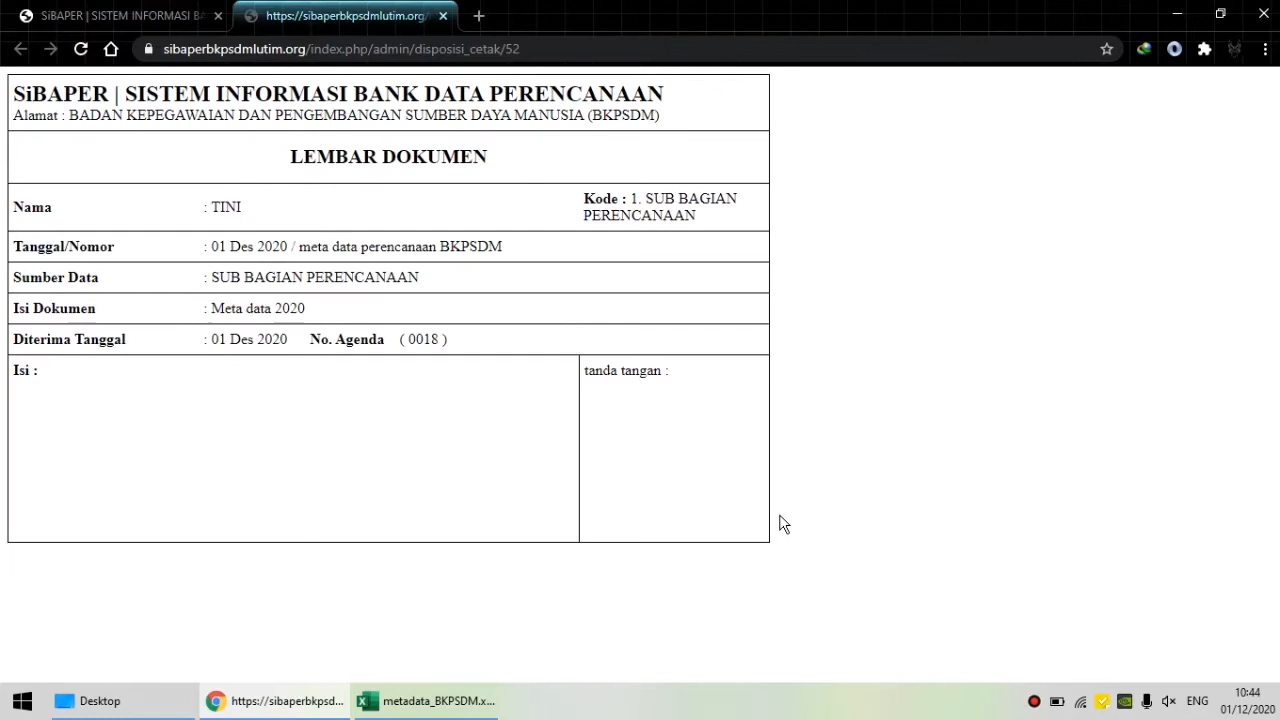 SiBAPER | SISTEM INFORMASI BA
https://sibaperbkpsdmlutim.org/
sibaperbkpsdmlutim.org/index.php/admin/disposisi_cetak/52
SiBAPER | SISTEM INFORMASI BANK DATA PERENCANAAN
Alamat : BADAN KEPEGAWAIAN DAN PENGEMBANGAN SUMBER DAYA MANUSIA (BKPSDM)
LEMBAR DOKUMEN
Nama : TINI Kode : 1. SUB BAGIAN
PERENCANAAN
Tanggal/Nomor : 01 Des 2020 / meta data perencanaan BKPSDM
Sumber Data : SUB BAGIAN PERENCANAAN
Isi Dokumen : Meta data 2020
Diterima Tanggal : 01 Des 2020 No. Agenda ( 0018 )
Isi : tanda tangan :
Desktop https://sibaperbkpsd... metadata_BKPSDM.x... ENG 10:44
01/12/2020